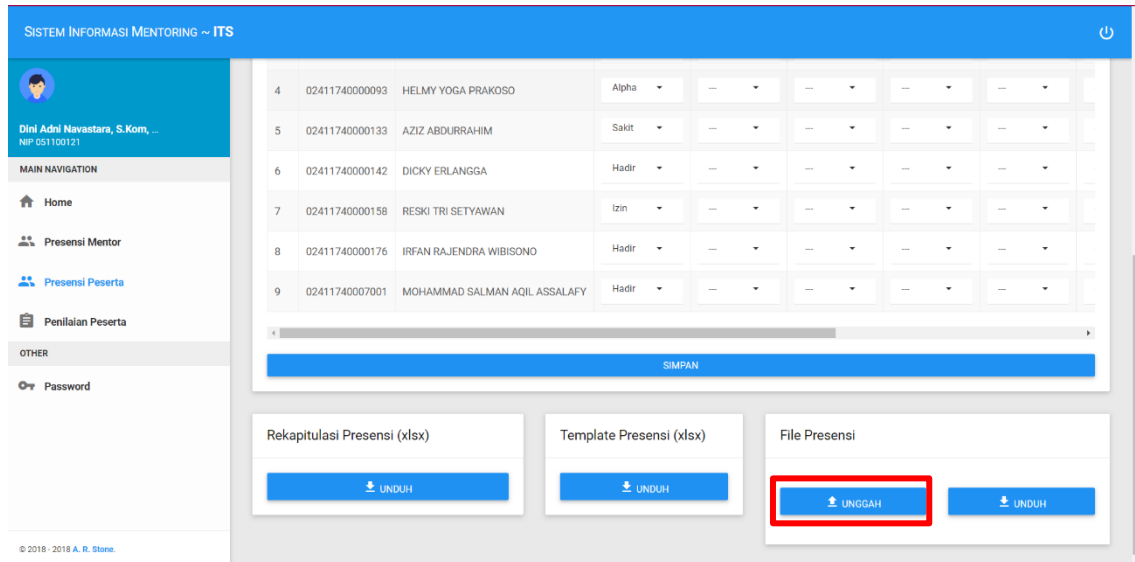 SISTEM INFORMASI MENTORING ~ ITS
Dini Adni Navastara, S.Kom, ...
NIP 051100121
MAIN NAVIGATION
Home
Presensi Mentor
Presensi Peserta
Penilaian Peserta
OTHER
Password
© 2018 - 2018 A. R. Stone.
4 02411740000093 HELMY YOGA PRAKOSO Alpha --- --- --- ---
5 02411740000133 AZIZ ABDURRAHIM Sakit --- --- --- ---
6 02411740000142 DICKY ERLANGGA Hadir --- --- --- ---
7 02411740000158 RESKI TRI SETYAWAN Izin --- --- --- ---
8 02411740000176 IRFAN RAJENDRA WIBISONO Hadir --- --- --- ---
9 02411740007001 MOHAMMAD SALMAN AQIL ASSALAFY Hadir --- --- --- ---
SIMPAN
Rekapitulasi Presensi (xlsx)
UNDUH
Template Presensi (xlsx)
UNDUH
File Presensi
UNGGAH
UNDUH